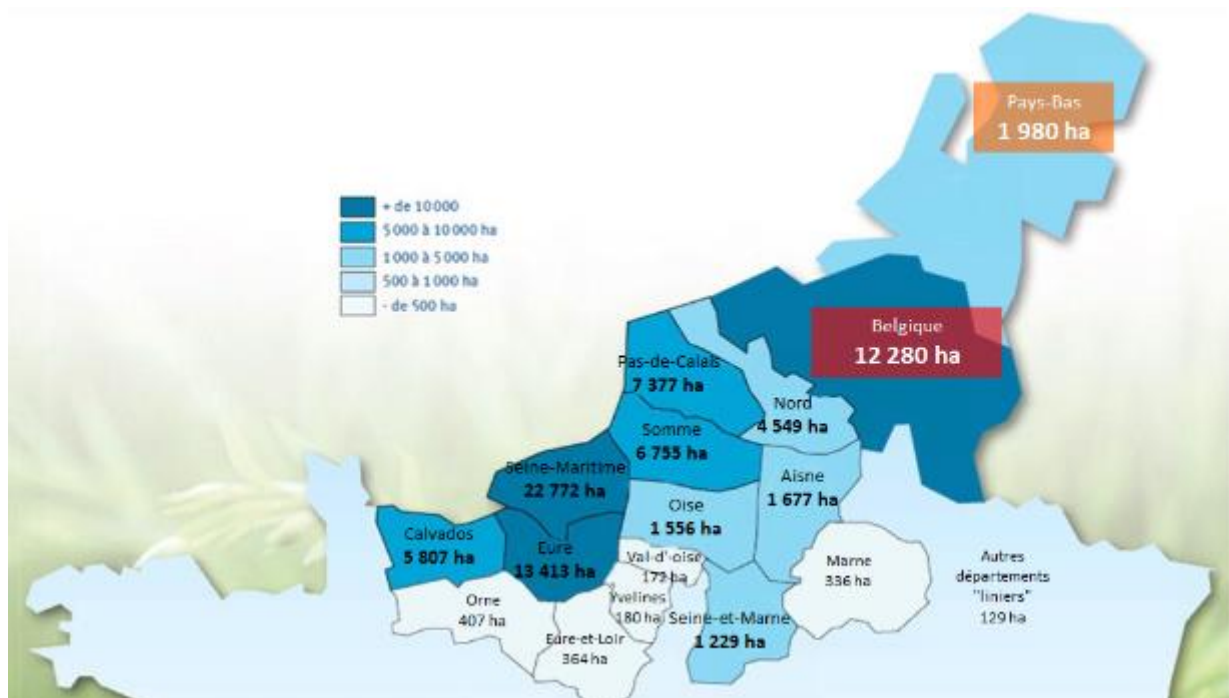 Pays-Bas
1 980 ha
+ de 10 000
5 000 à 10 000 ha
1 000 à 5 000 ha
500 à 1 000 ha
- de 500 ha
Belgique
12 280 ha
Pas-de-Calais
7 377 ha
Nord
4 549 ha
Somme
6 755 ha
Seine-Maritime
22 772 ha
Aisne
1 677 ha
Oise
1 556 ha
Calvados
5 807 ha
Eure
13 413 ha
Val-d'-oise
172 ha
Marne
336 ha
Autres
départements
"liniers"
129 ha
Orne
407 ha
Yvelines
180 ha
Seine-et-Marne
1 229 ha
Eure-et-Loir
364 ha